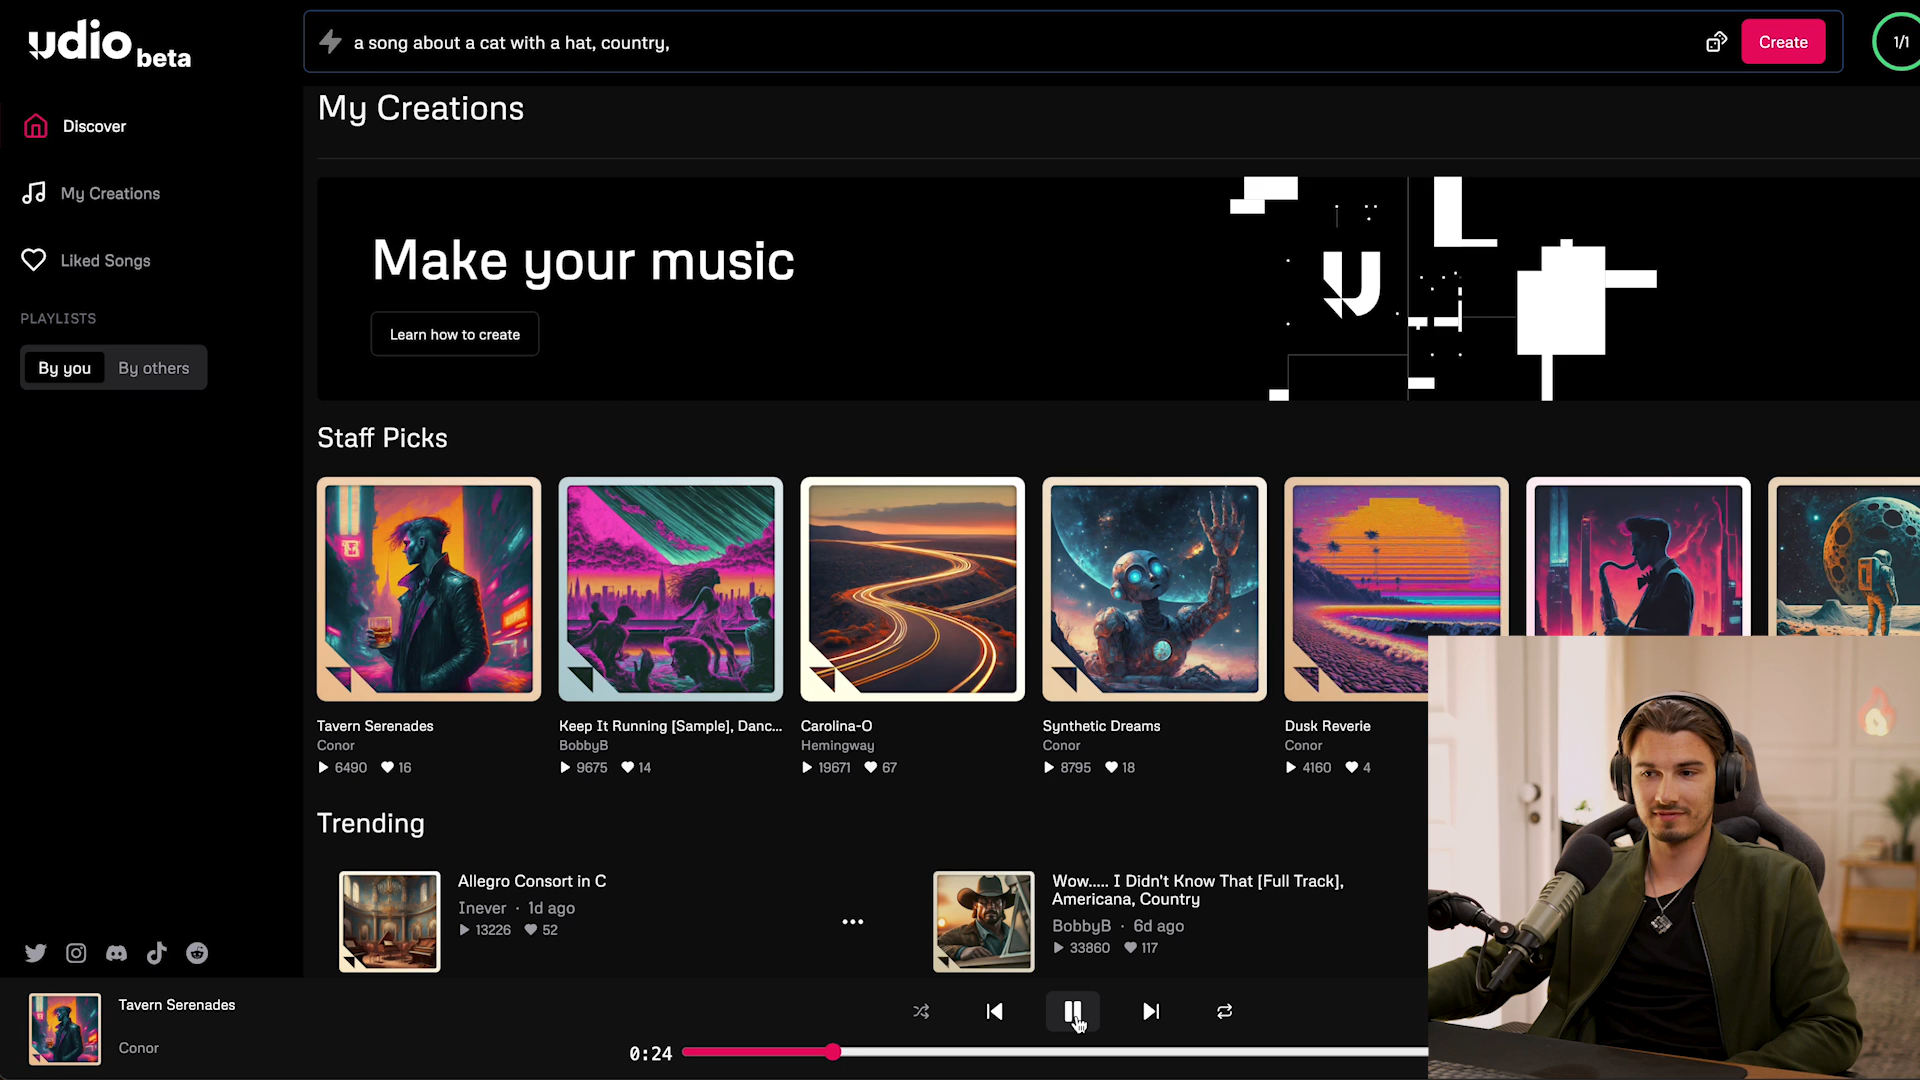 udio beta
a song about a cat with a hat, country,
Create
1/1
Discover
My Creations
Liked Songs
PLAYLISTS
By you
By others
My Creations
Make your music
Learn how to create
Staff Picks
Tavern Serenades
Conor
6490
16
Keep It Running [Sample], Danc...
BobbyB
9675
14
Carolina-O
Hemingway
19671
67
Synthetic Dreams
Conor
8795
18
Dusk Reverie
Conor
4160
4
Trending
Allegro Consort in C
Inever · 1d ago
13226
52
Wow..... I Didn't Know That [Full Track],
Americana, Country
BobbyB · 6d ago
33860
117
Tavern Serenades
Conor
0:24